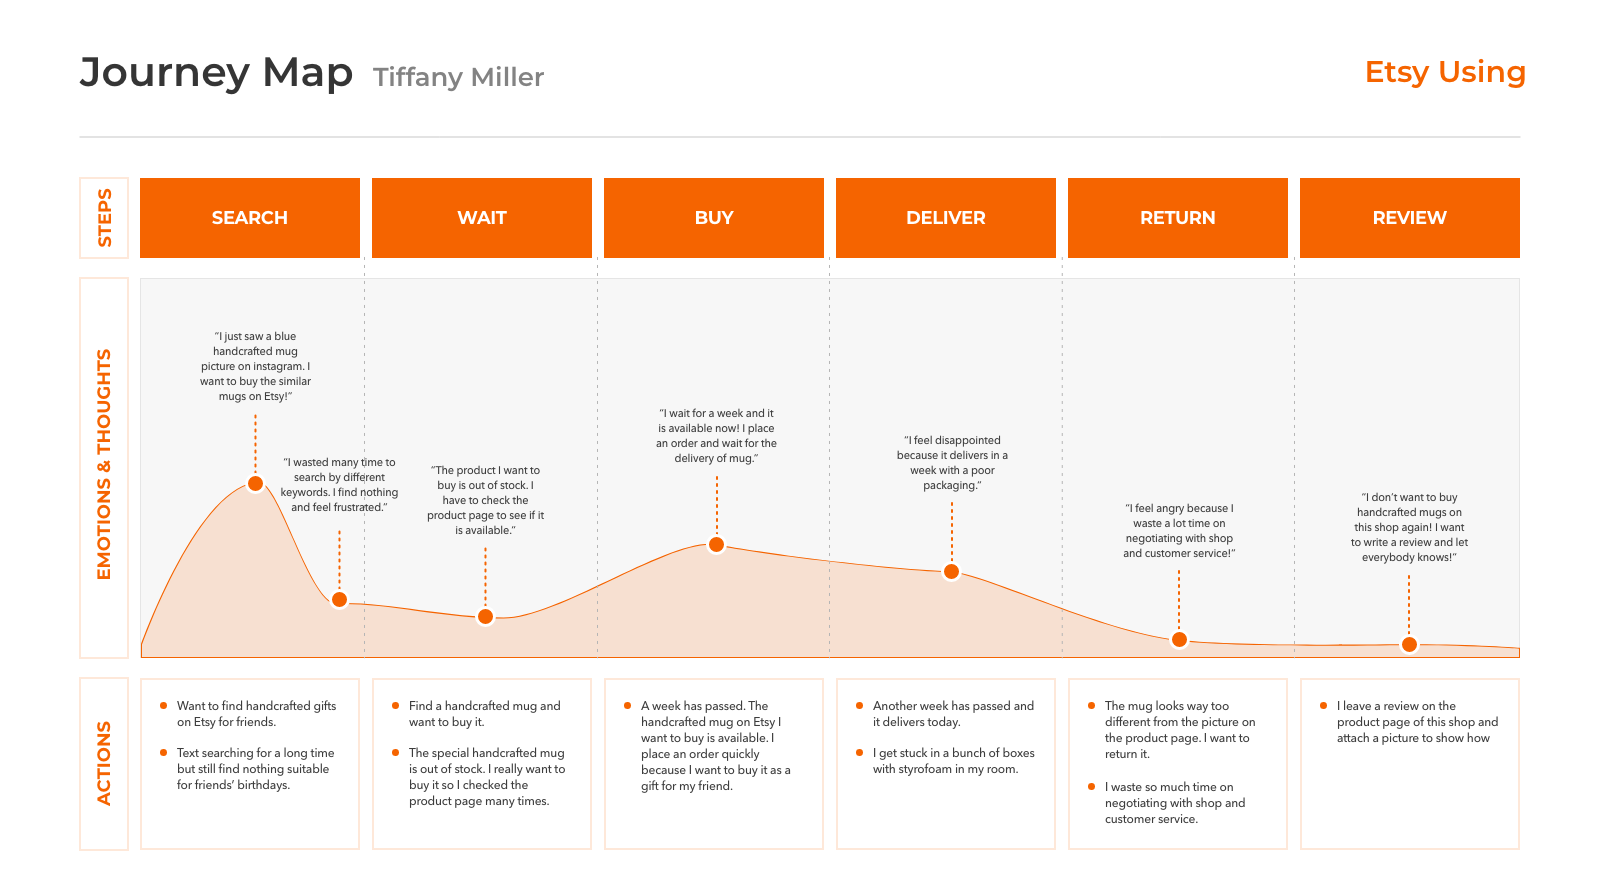 Journey Map Tiffany Miller
Etsy Using
STEPS
SEARCH
WAIT
BUY
DELIVER
RETURN
REVIEW
EMOTIONS & THOUGHTS
“I just saw a blue
handcrafted mug
picture on instagram. I
want to buy the similar
mugs on Etsy!”
“I wasted many time to
search by different
keywords. I find nothing
and feel frustrated.”
“The product I want to
buy is out of stock. I
have to check the
product page to see if it
is available.”
“I wait for a week and it
is available now! I place
an order and wait for the
delivery of mug.”
“I feel disappointed
because it delivers in a
week with a poor
packaging.”
“I feel angry because I
waste a lot time on
negotiating with shop
and customer service!”
“I don’t want to buy
handcrafted mugs on
this shop again! I want
to write a review and let
everybody knows!”
ACTIONS
Want to find handcrafted gifts
on Etsy for friends.
Text searching for a long time
but still find nothing suitable
for friends’ birthdays.
Find a handcrafted mug and
want to buy it.
The special handcrafted mug
is out of stock. I really want to
buy it so I checked the
product page many times.
A week has passed. The
handcrafted mug on Etsy I
want to buy is available. I
place an order quickly
because I want to buy it as a
gift for my friend.
Another week has passed and
it delivers today.
I get stuck in a bunch of boxes
with styrofoam in my room.
The mug looks way too
different from the picture on
the product page. I want to
return it.
I waste so much time on
negotiating with shop and
customer service.
I leave a review on the
product page of this shop and
attach a picture to show how